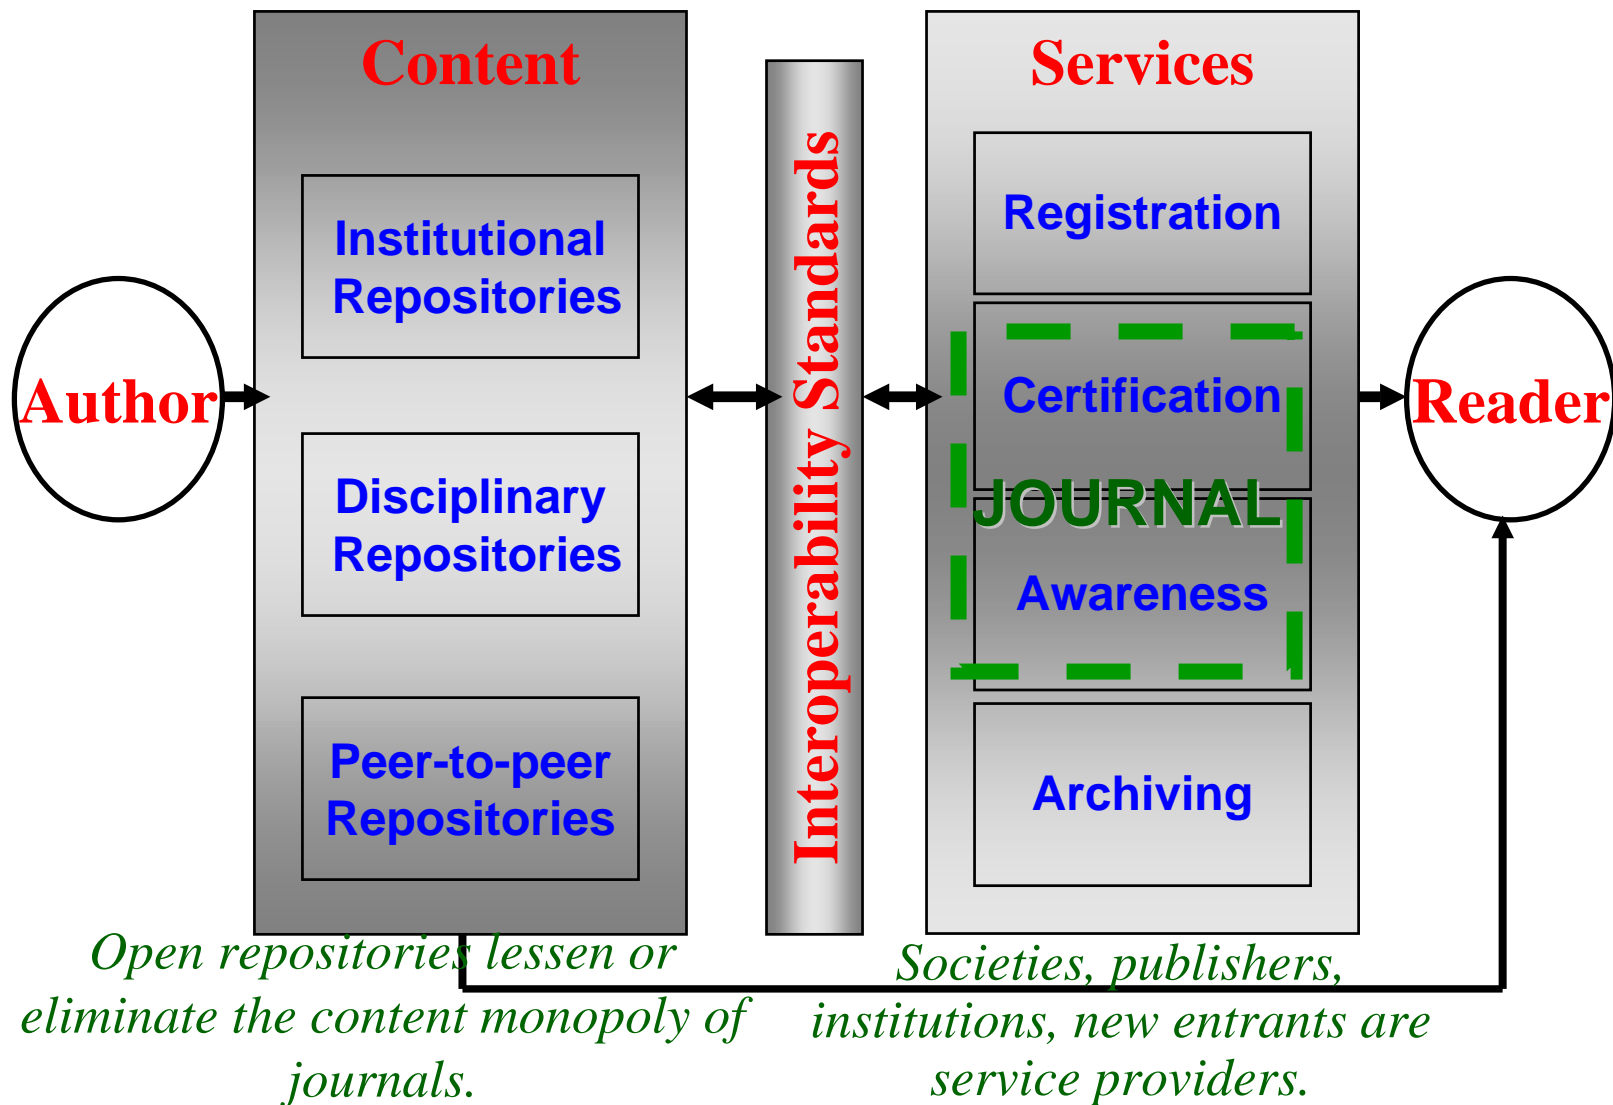 Content
Services
Institutional
Repositories
Disciplinary
Repositories
Peer-to-peer
Repositories
Author
Interoperability Standards
Registration
Certification
JOURNAL
Awareness
Archiving
Reader
Open repositories lessen or
eliminate the content monopoly of
journals.
Societies, publishers,
institutions, new entrants are
service providers.